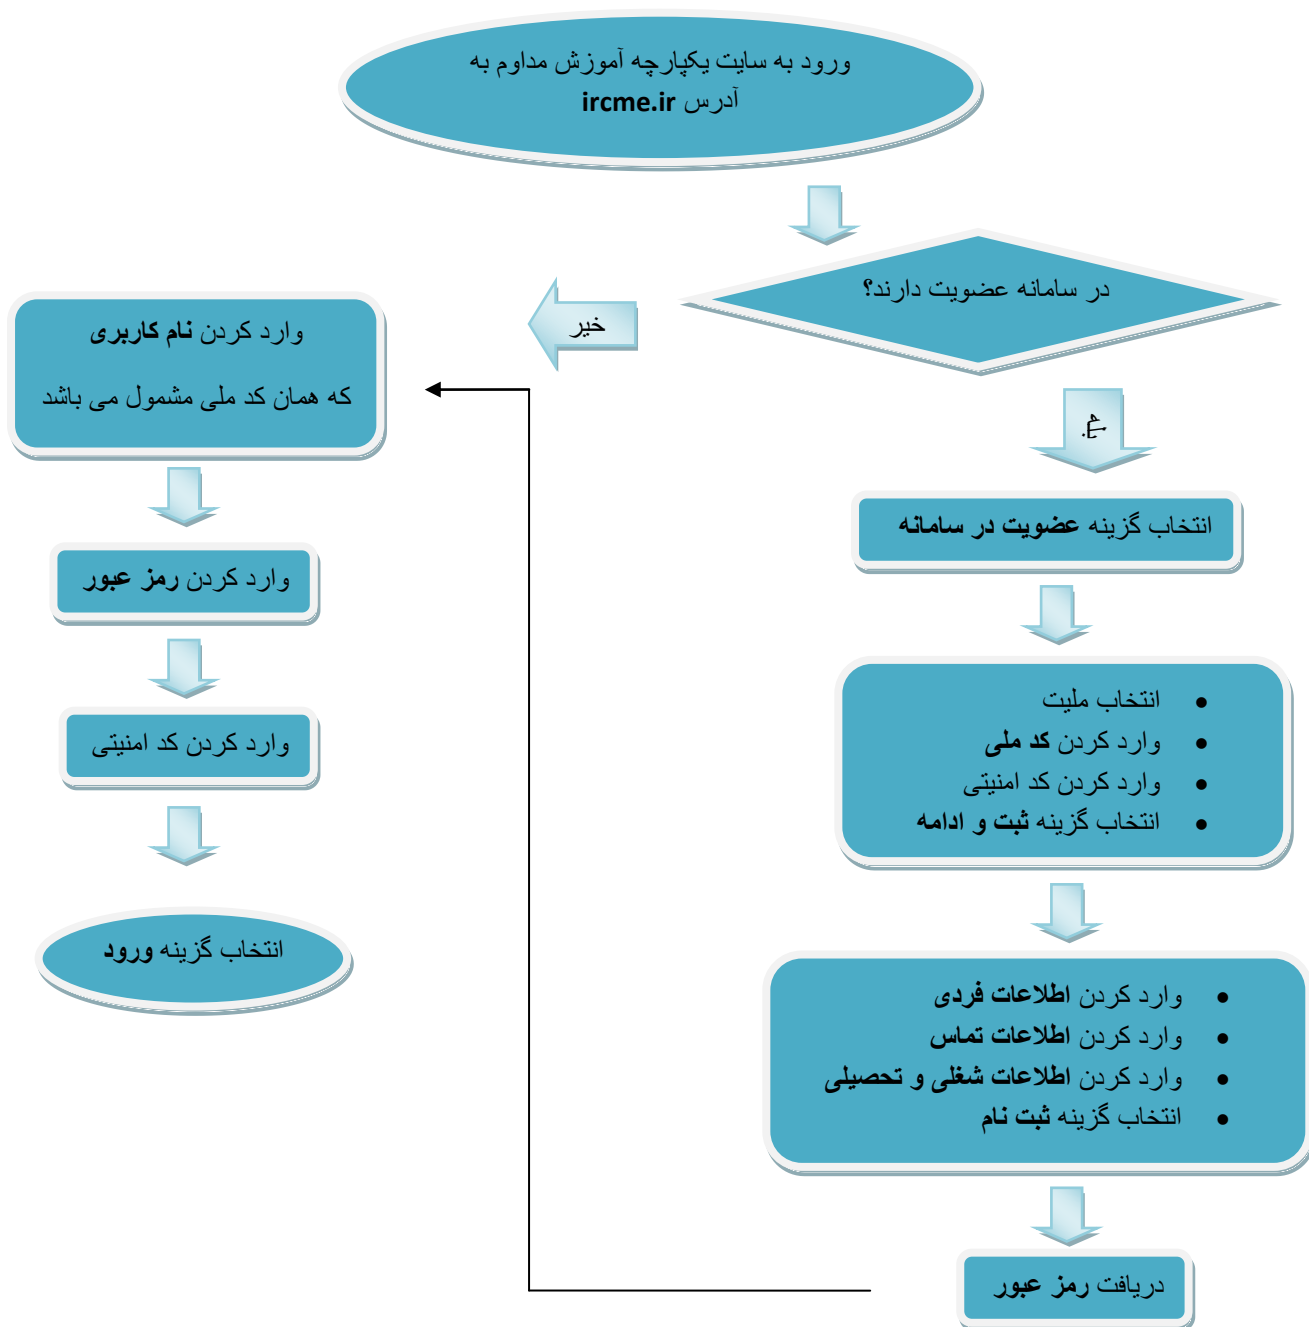 ورود به سایت یکپارچه آموزش مداوم به
آدرس ircme.ir
در سامانه عضویت دارند؟
خیر
انتخاب گزینه عضویت در سامانه
• انتخاب ملیت
• وارد کردن کد ملی
• وارد کردن کد امنیتی
• انتخاب گزینه ثبت و ادامه
• وارد کردن اطلاعات فردی
• وارد کردن اطلاعات تماس
• وارد کردن اطلاعات شغلی و تحصیلی
• انتخاب گزینه ثبت نام
دریافت رمز عبور
وارد کردن نام کاربری
که همان کد ملی مشمول می باشد
وارد کردن رمز عبور
وارد کردن کد امنیتی
انتخاب گزینه ورود